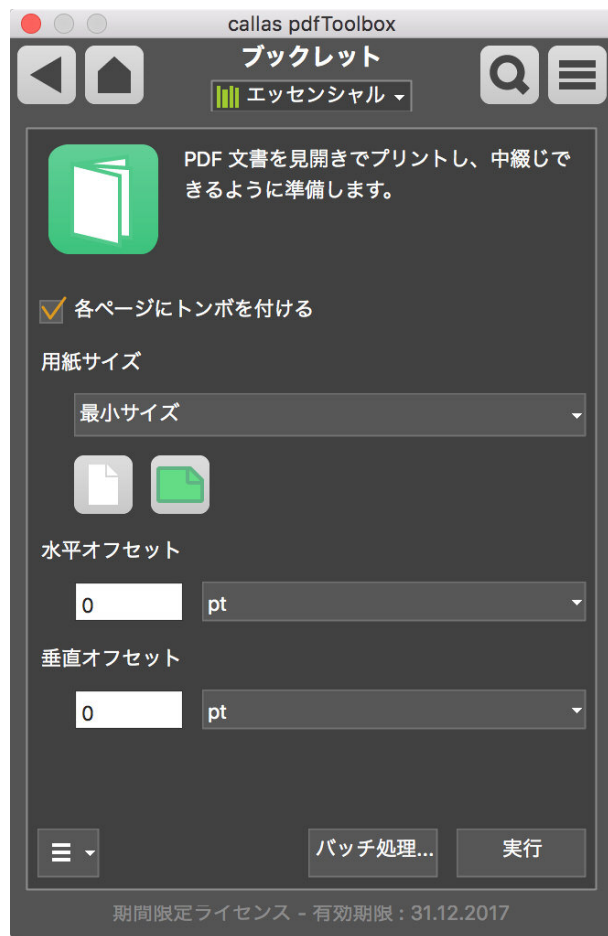 callas pdfToolbox
ブックレット
エッセンシャル
PDF 文書を見開きでプリントし、中綴じで
きるように準備します。
各ページにトンボを付ける
用紙サイズ
最小サイズ
水平オフセット
0 pt
垂直オフセット
0 pt
バッチ処理... 実行
期間限定ライセンス - 有効期限 : 31.12.2017